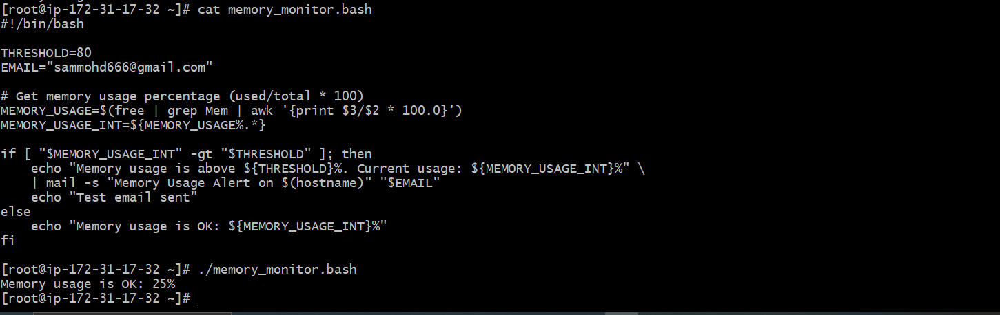 [root@ip-172-31-17-32 ~]# cat memory_monitor.bash
#!/bin/bash
THRESHOLD=80
EMAIL="sammohd666@gmail.com"
# Get memory usage percentage (used/total * 100)
MEMORY_USAGE=$(free | grep Mem | awk '{print $3/$2 * 100.0}')
MEMORY_USAGE_INT=${MEMORY_USAGE%.*}
if [ "$MEMORY_USAGE_INT" -gt "$THRESHOLD" ]; then
    echo "Memory usage is above ${THRESHOLD}%. Current usage: ${MEMORY_USAGE_INT}%" \
    | mail -s "Memory Usage Alert on $(hostname)" "$EMAIL"
    echo "Test email sent"
else
    echo "Memory usage is OK: ${MEMORY_USAGE_INT}%"
fi
[root@ip-172-31-17-32 ~]# ./memory_monitor.bash
Memory usage is OK: 25%
[root@ip-172-31-17-32 ~]#